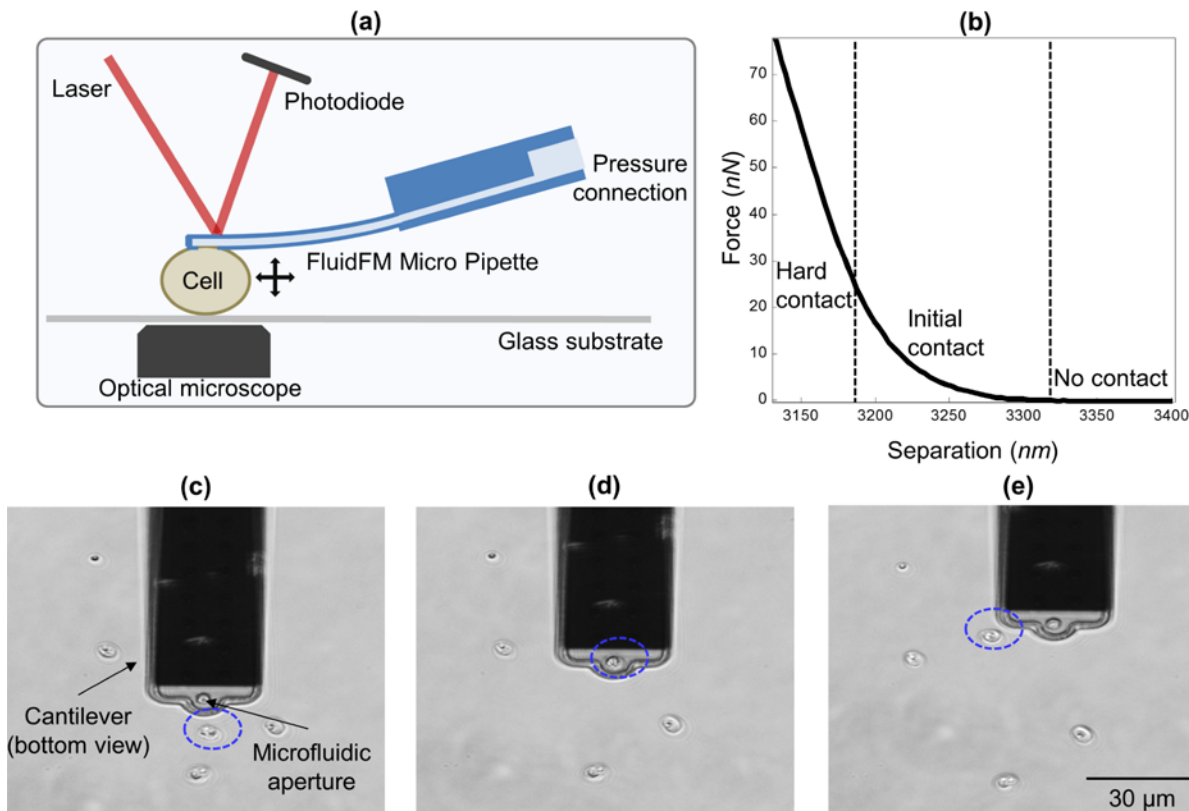 (a)
Laser
Photodiode
Pressure
connection
FluidFM Micro Pipette
Cell
Glass substrate
Optical microscope
(b)
Force (nN)
70
60
50
40
30
20
10
0
Hard
contact
Initial
contact
No contact
3150 3200 3250 3300 3350 3400
Separation (nm)
(c)
Cantilever
(bottom view)
Microfluidic
aperture
(d)
(e)
30 µm